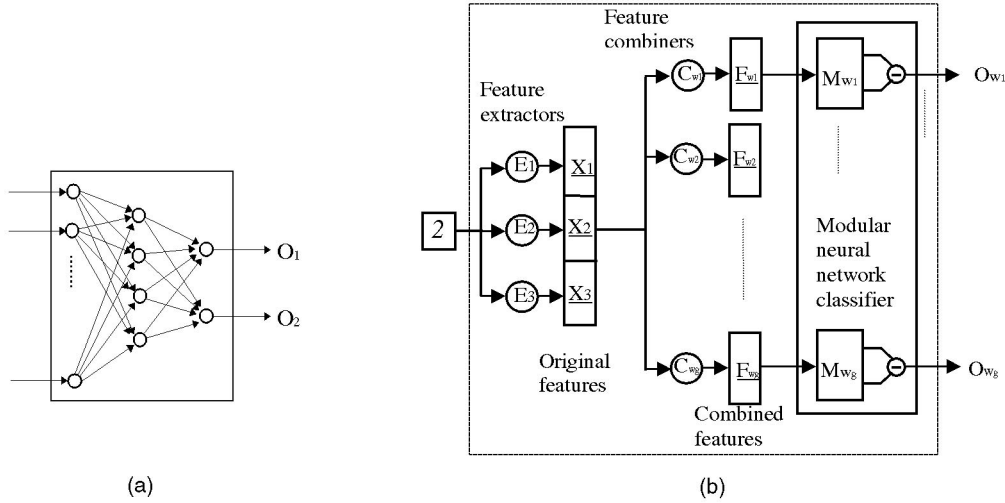 O1
O2
(a)
Feature
combiners
Feature
extractors
2
E1
E2
E3
X1
X2
X3
Original
features
Cw1
Cw2
Cwg
Fw1
Fw2
Fwg
Combined
features
Mw1
Mwg
Modular
neural
network
classifier
Ow1
Owg
(b)